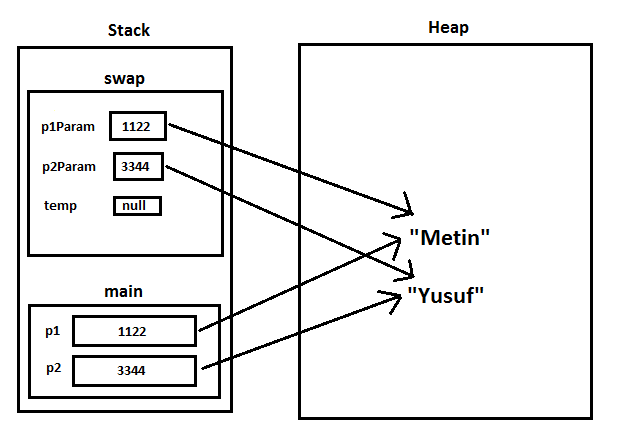 Stack
Heap
swap
p1Param 1122
p2Param 3344
temp null
"Metin"
"Yusuf"
main
p1 1122
p2 3344